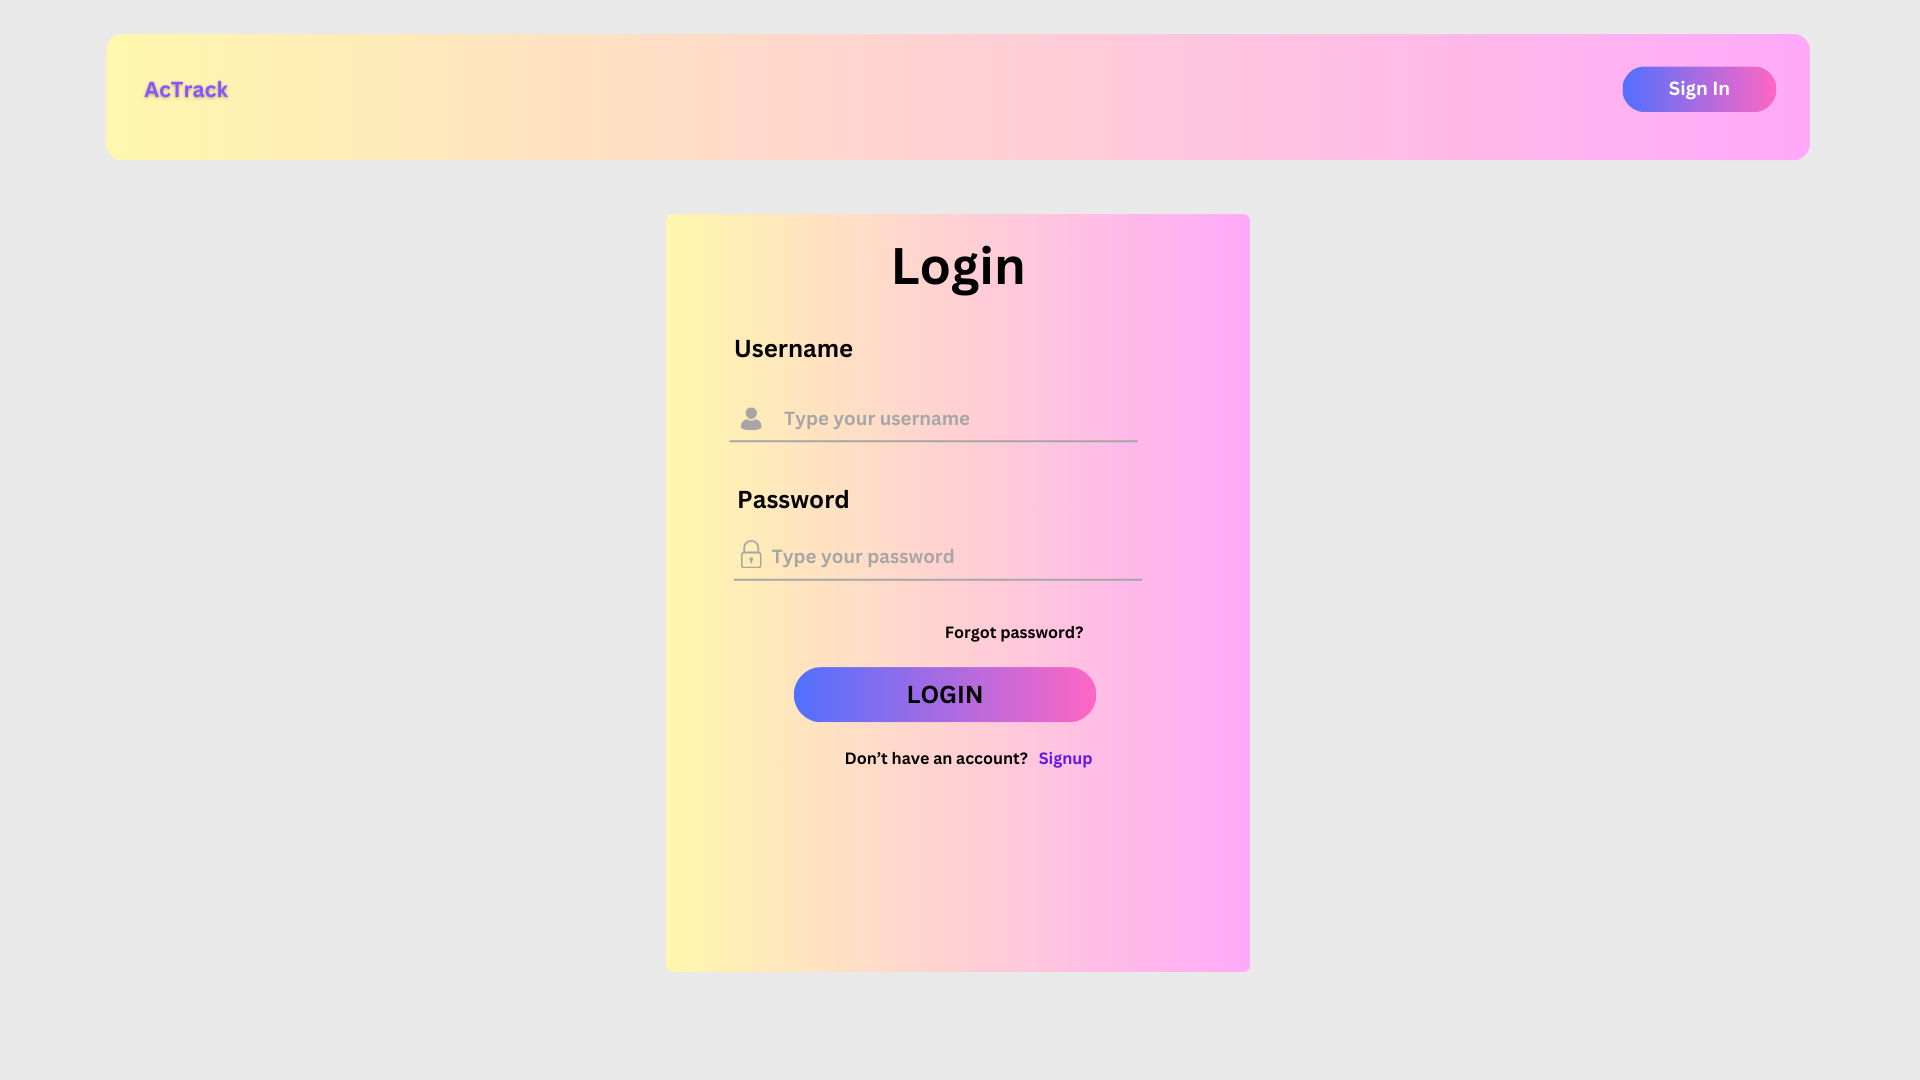 AcTrack
Sign In
Login
Username
Type your username
Password
Type your password
Forgot password?
LOGIN
Don’t have an account? Signup